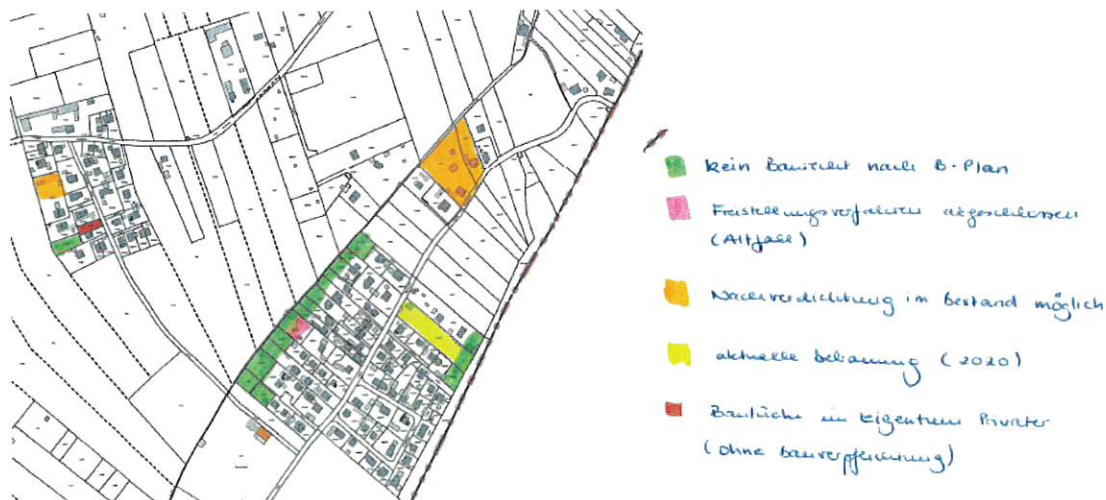 kein Baurecht nach B-Plan
Freistellungsverfahren abgeschlossen
(Altfälle)
Nachverdichtung im Bestand möglich
aktuelle Bebauung (2020)
Baulücke im Eigentum Privater
(ohne Bauverpflichtung)